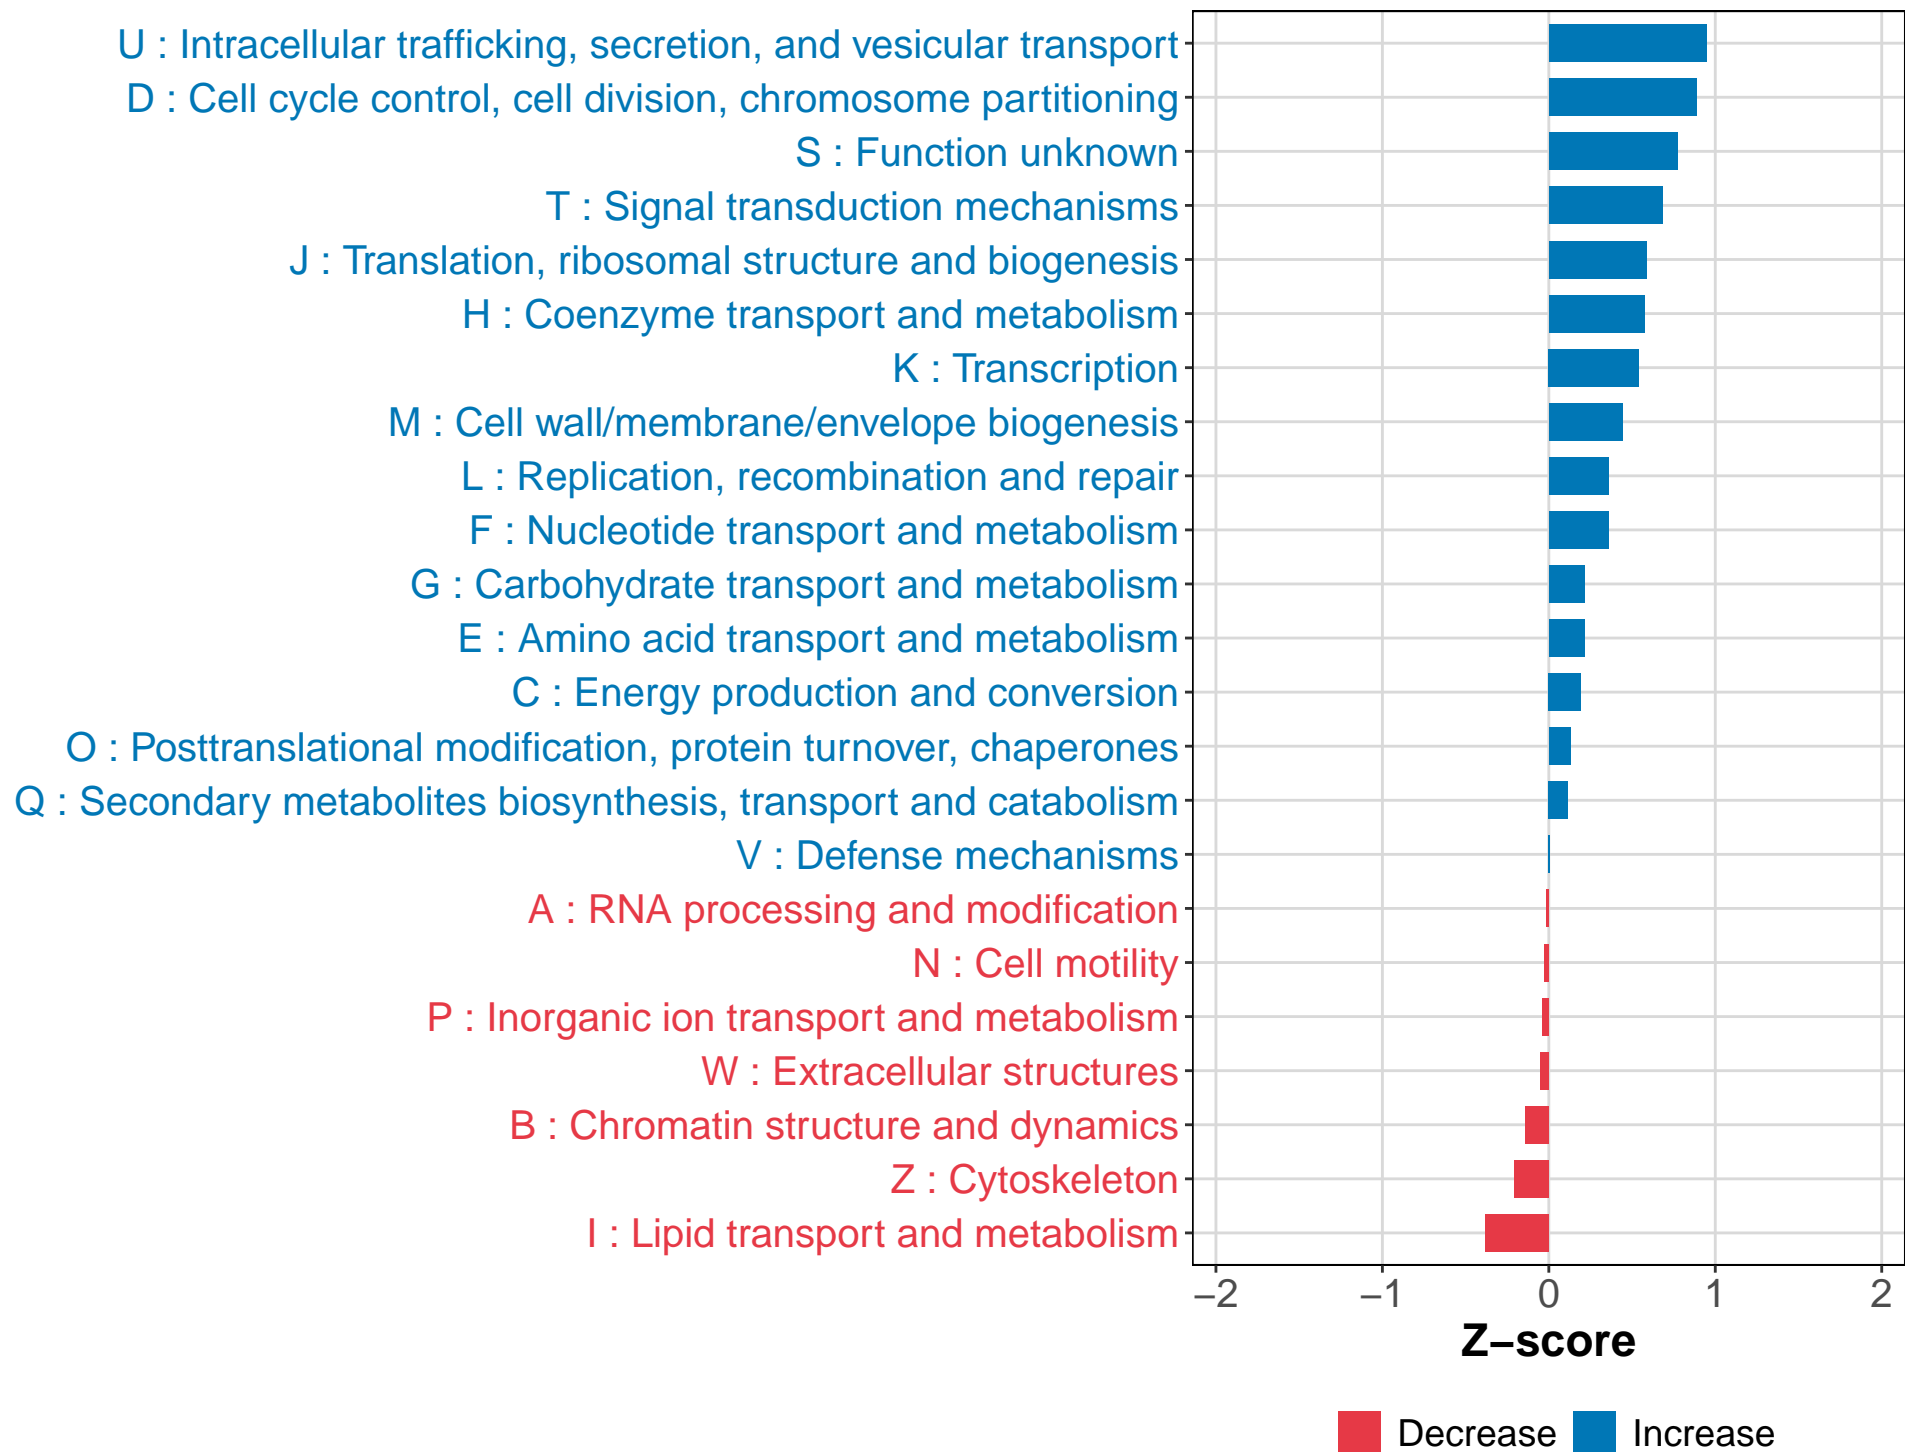 U : Intracellular trafficking, secretion, and vesicular transport
D : Cell cycle control, cell division, chromosome partitioning
S : Function unknown
T : Signal transduction mechanisms
J : Translation, ribosomal structure and biogenesis
H : Coenzyme transport and metabolism
K : Transcription
M : Cell wall/membrane/envelope biogenesis
L : Replication, recombination and repair
F : Nucleotide transport and metabolism
G : Carbohydrate transport and metabolism
E : Amino acid transport and metabolism
C : Energy production and conversion
O : Posttranslational modification, protein turnover, chaperones
Q : Secondary metabolites biosynthesis, transport and catabolism
V : Defense mechanisms
A : RNA processing and modification
N : Cell motility
P : Inorganic ion transport and metabolism
W : Extracellular structures
B : Chromatin structure and dynamics
Z : Cytoskeleton
I : Lipid transport and metabolism
−2 −1 0 1 2
Z−score
Decrease Increase